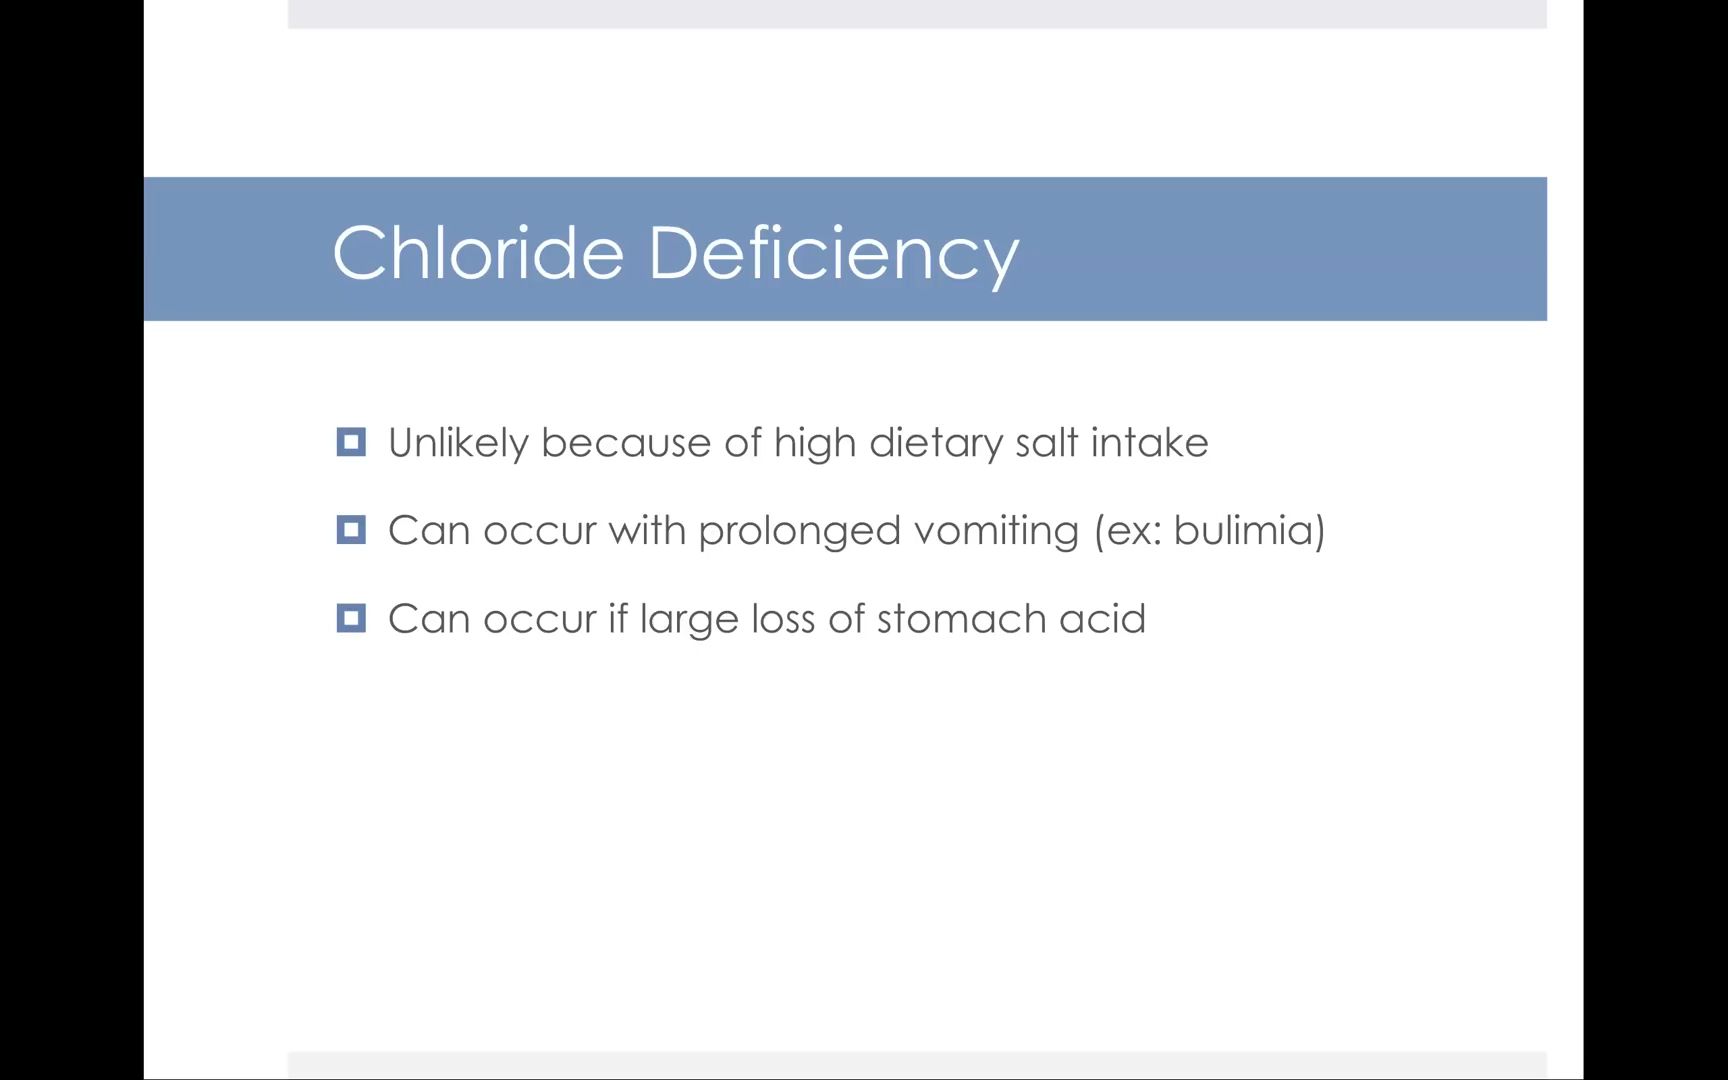 Chloride Deficiency
Unlikely because of high dietary salt intake
Can occur with prolonged vomiting (ex: bulimia)
Can occur if large loss of stomach acid